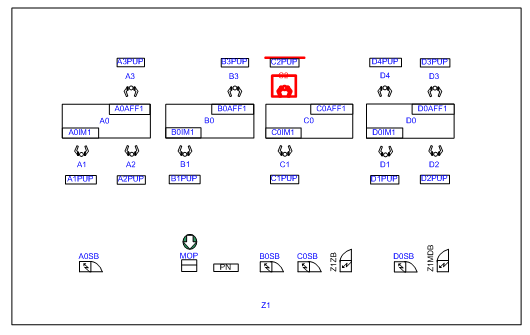 A3PUP B3PUP C2PUP D4PUP D3PUP
A3 B3 C2 D4 D3
A0AFF1 B0AFF1 C0AFF1 D0AFF1
A0 B0 C0 D0
A0IM1 B0IM1 C0IM1 D0IM1
A1 A2 B1 C1 D1 D2
A1PUP A2PUP B1PUP C1PUP D1PUP D2PUP
A0SB MOP PN B0SB C0SB Z1ZB D0SB Z1MDB
Z1